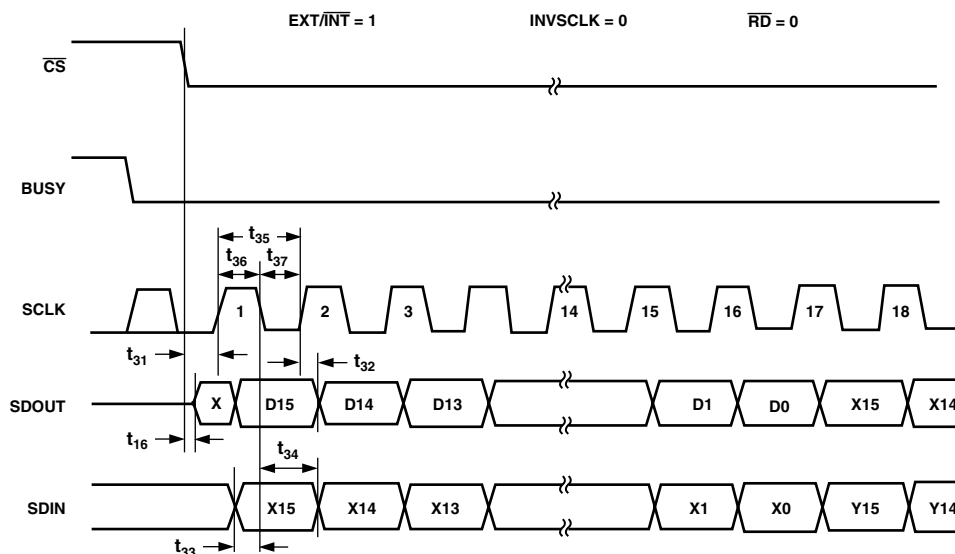 EXT/INT = 1 INVSCLK = 0 RD = 0
CS
BUSY
t35
t36 t37
SCLK 1 2 3 14 15 16 17 18
t31 t32
SDOUT X D15 D14 D13 D1 D0 X15 X14
t16
t34
SDIN X15 X14 X13 X1 X0 Y15 Y14
t33